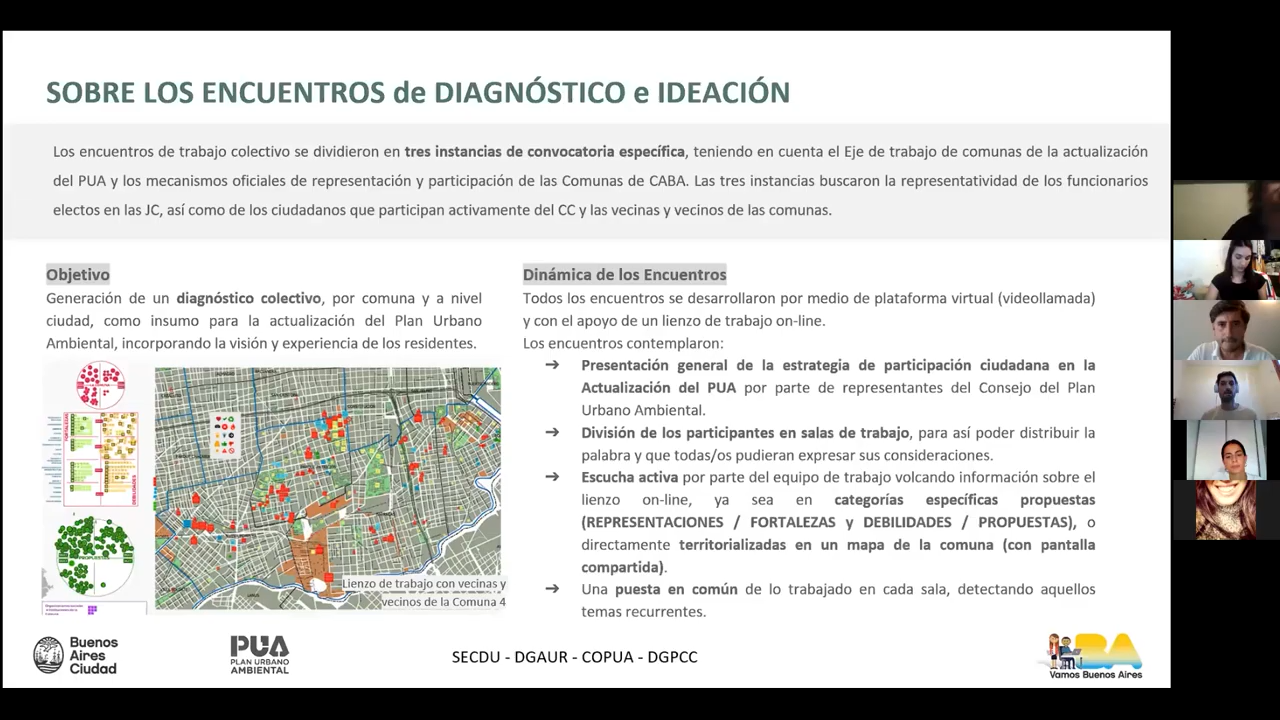 SOBRE LOS ENCUENTROS de DIAGNÓSTICO e IDEACIÓN
Los encuentros de trabajo colectivo se dividieron en tres instancias de convocatoria específica, teniendo en cuenta el Eje de trabajo de comunas de la actualización
del PUA y los mecanismos oficiales de representación y participación de las Comunas de CABA. Las tres instancias buscaron la representatividad de los funcionarios
electos en las JC, así como de los ciudadanos que participan activamente del CC y las vecinas y vecinos de las comunas.
Objetivo
Generación de un diagnóstico colectivo, por comuna y a nivel
ciudad, como insumo para la actualización del Plan Urbano
Ambiental, incorporando la visión y experiencia de los residentes.
FORTALEZAS
DEBILIDADES
PROPUESTAS
Lienzo de trabajo con vecinas y
vecinos de la Comuna 4
Dinámica de los Encuentros
Todos los encuentros se desarrollaron por medio de plataforma virtual (videollamada)
y con el apoyo de un lienzo de trabajo on-line.
Los encuentros contemplaron:
➔ Presentación general de la estrategia de participación ciudadana en la
Actualización del PUA por parte de representantes del Consejo del Plan
Urbano Ambiental.
➔ División de los participantes en salas de trabajo, para así poder distribuir la
palabra y que todas/os pudieran expresar sus consideraciones.
➔ Escucha activa por parte del equipo de trabajo volcando información sobre el
lienzo on-line, ya sea en categorías específicas propuestas
(REPRESENTACIONES / FORTALEZAS y DEBILIDADES / PROPUESTAS), o
directamente territorializadas en un mapa de la comuna (con pantalla
compartida).
➔ Una puesta en común de lo trabajado en cada sala, detectando aquellos
temas recurrentes.
Buenos
Aires
Ciudad
PUA
PLAN URBANO
AMBIENTAL
SECDU - DGAUR - COPUA - DGPCC
BA
Vamos Buenos Aires